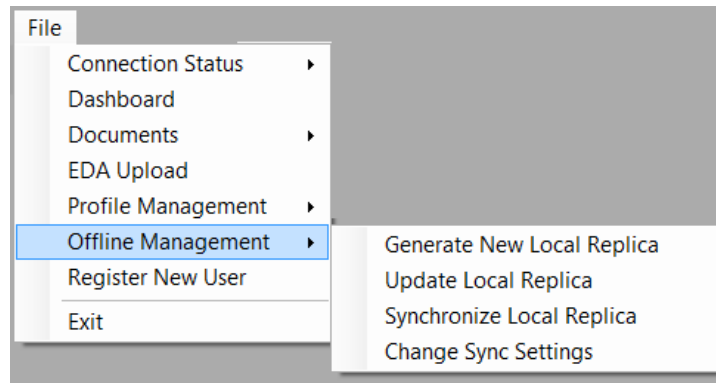 File
Connection Status
Dashboard
Documents
EDA Upload
Profile Management
Offline Management
Register New User
Exit
Generate New Local Replica
Update Local Replica
Synchronize Local Replica
Change Sync Settings